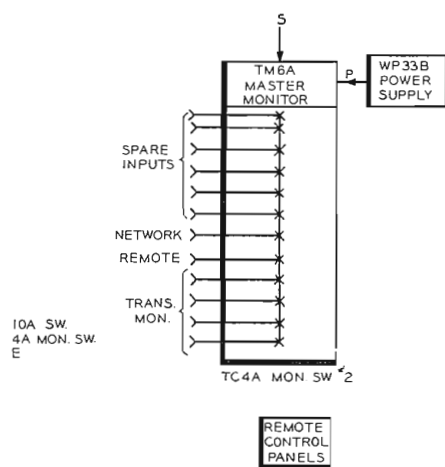 S
TM6A
MASTER
MONITOR
P
WP33B
POWER
SUPPLY
SPARE
INPUTS
NETWORK
REMOTE
TRANS.
MON.
10A SW.
4A MON. SW.
E
TC4A MON SW 2
REMOTE
CONTROL
PANELS